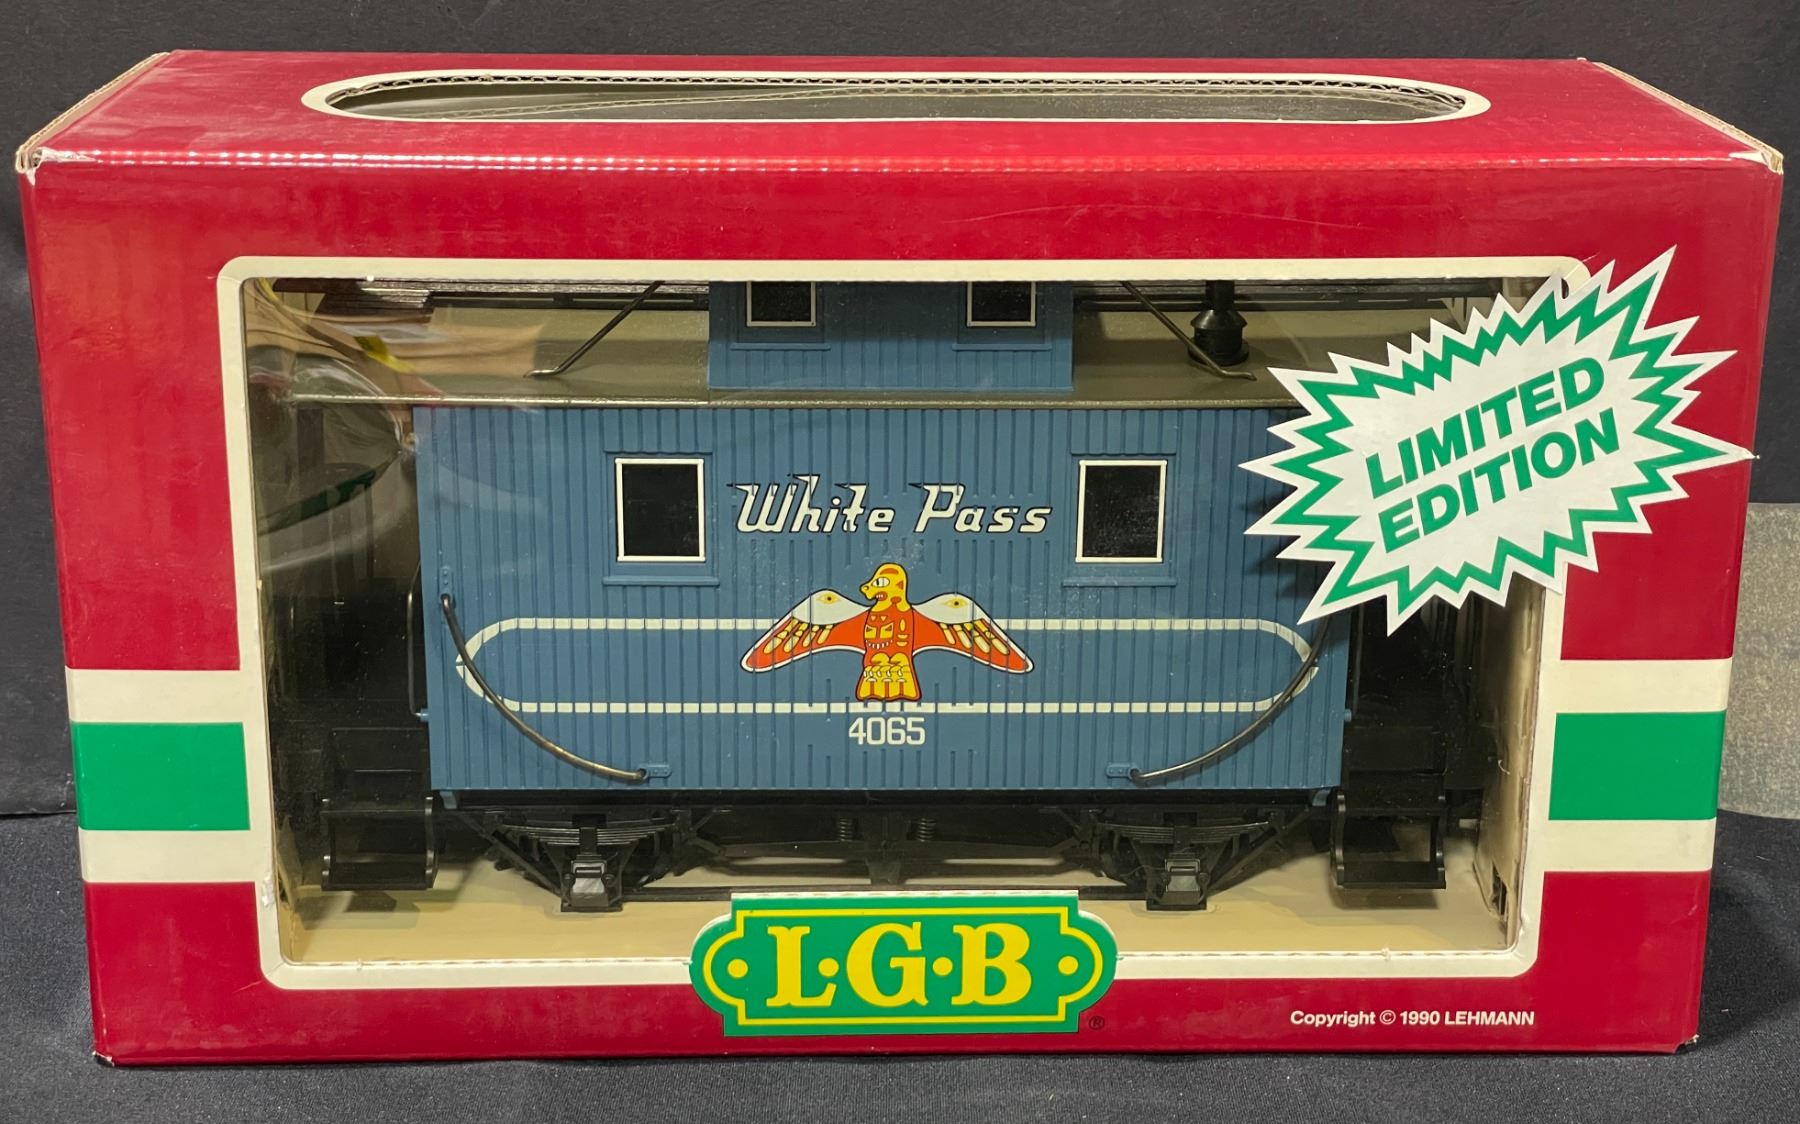 LIMITED
EDITION
White Pass
4065
L·G·B
®
Copyright © 1990 LEHMANN